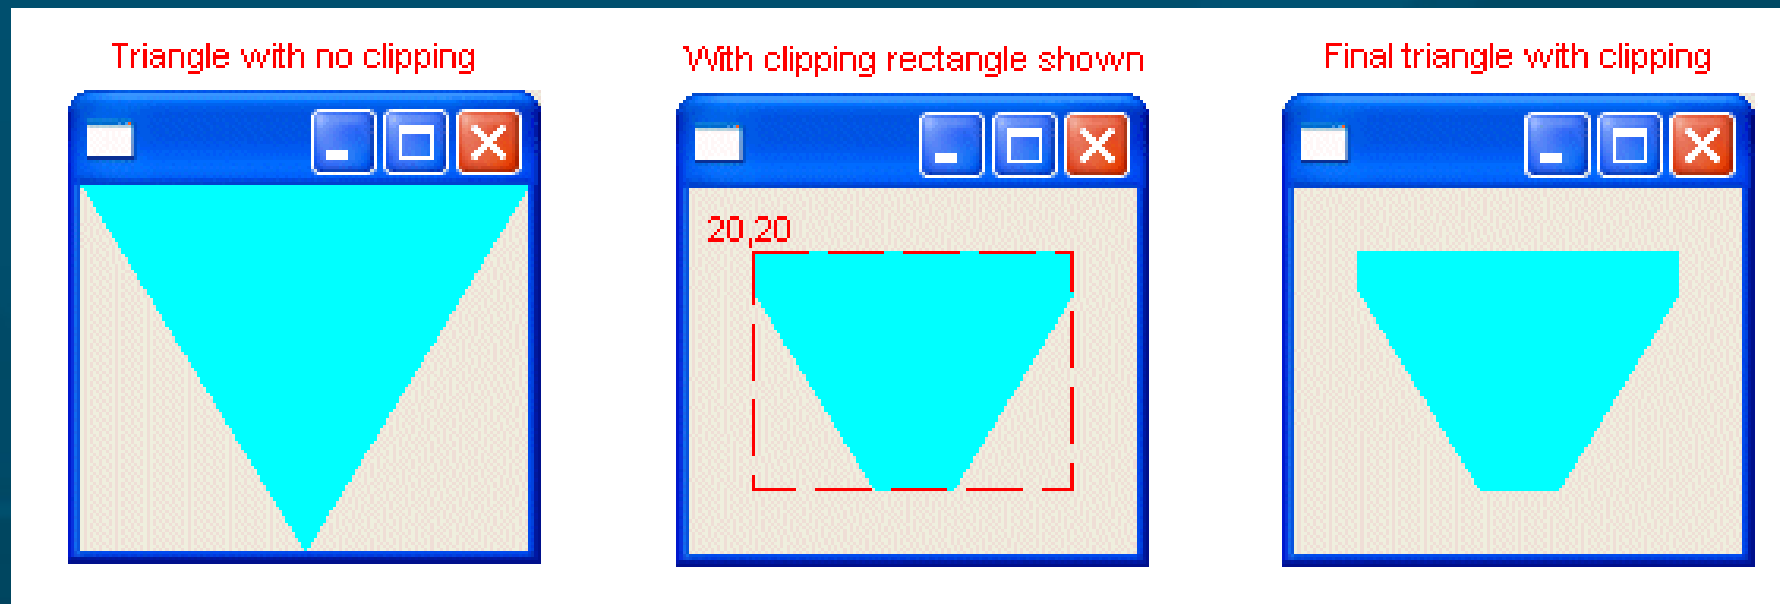 Triangle with no clipping
With clipping rectangle shown
Final triangle with clipping
20,20